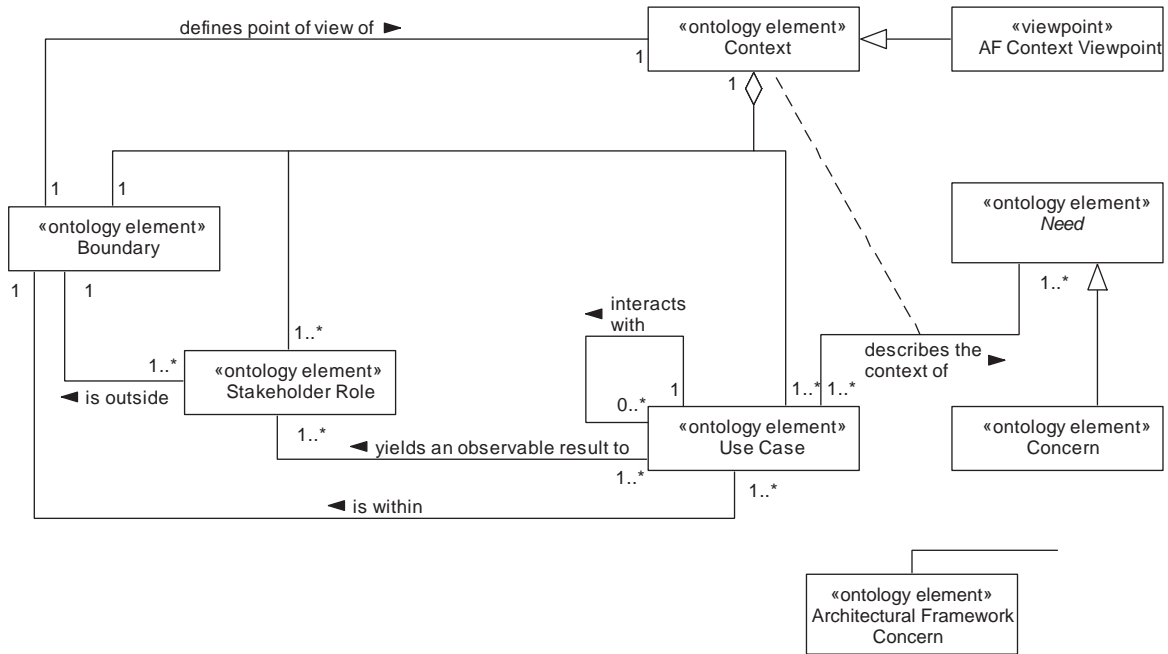 defines point of view of ►
«ontology element»
Context
«viewpoint»
AF Context Viewpoint
1
1
1
1
«ontology element»
Boundary
«ontology element»
Need
1
1
1..*
◄ interacts
with
1..*
1..*
«ontology element»
Stakeholder Role
describes the ►
context of
◄ is outside
1
0..*
1..*
1..*
«ontology element»
Use Case
«ontology element»
Concern
1..*
◄ yields an observable result to
1..*
1..*
◄ is within
«ontology element»
Architectural Framework
Concern